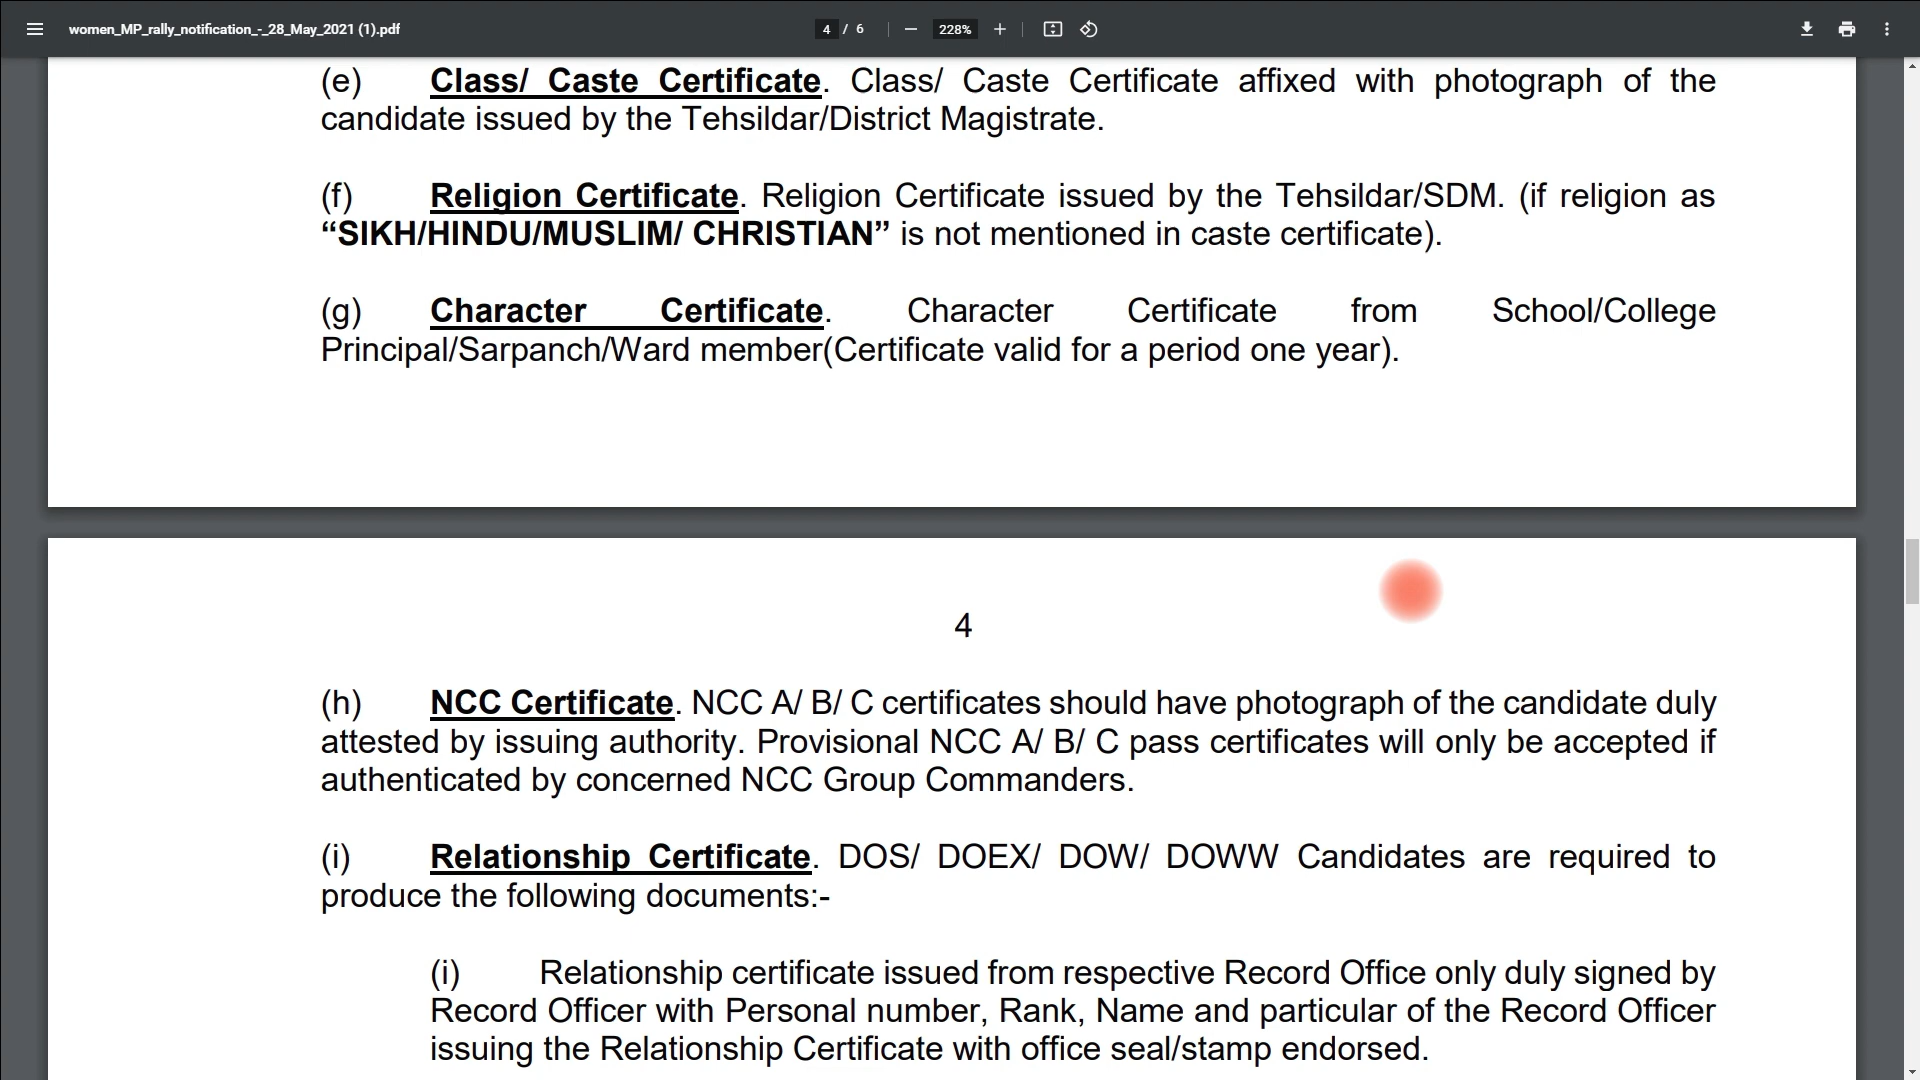 women_MP_rally_notification_-_28_May_2021 (1).pdf
4 / 6
228%
(e) Class/ Caste Certificate. Class/ Caste Certificate affixed with photograph of the
candidate issued by the Tehsildar/District Magistrate.
(f) Religion Certificate. Religion Certificate issued by the Tehsildar/SDM. (if religion as
“SIKH/HINDU/MUSLIM/ CHRISTIAN” is not mentioned in caste certificate).
(g) Character Certificate. Character Certificate from School/College
Principal/Sarpanch/Ward member(Certificate valid for a period one year).
4
(h) NCC Certificate. NCC A/ B/ C certificates should have photograph of the candidate duly
attested by issuing authority. Provisional NCC A/ B/ C pass certificates will only be accepted if
authenticated by concerned NCC Group Commanders.
(i) Relationship Certificate. DOS/ DOEX/ DOW/ DOWW Candidates are required to
produce the following documents:-
(i) Relationship certificate issued from respective Record Office only duly signed by
Record Officer with Personal number, Rank, Name and particular of the Record Officer
issuing the Relationship Certificate with office seal/stamp endorsed.